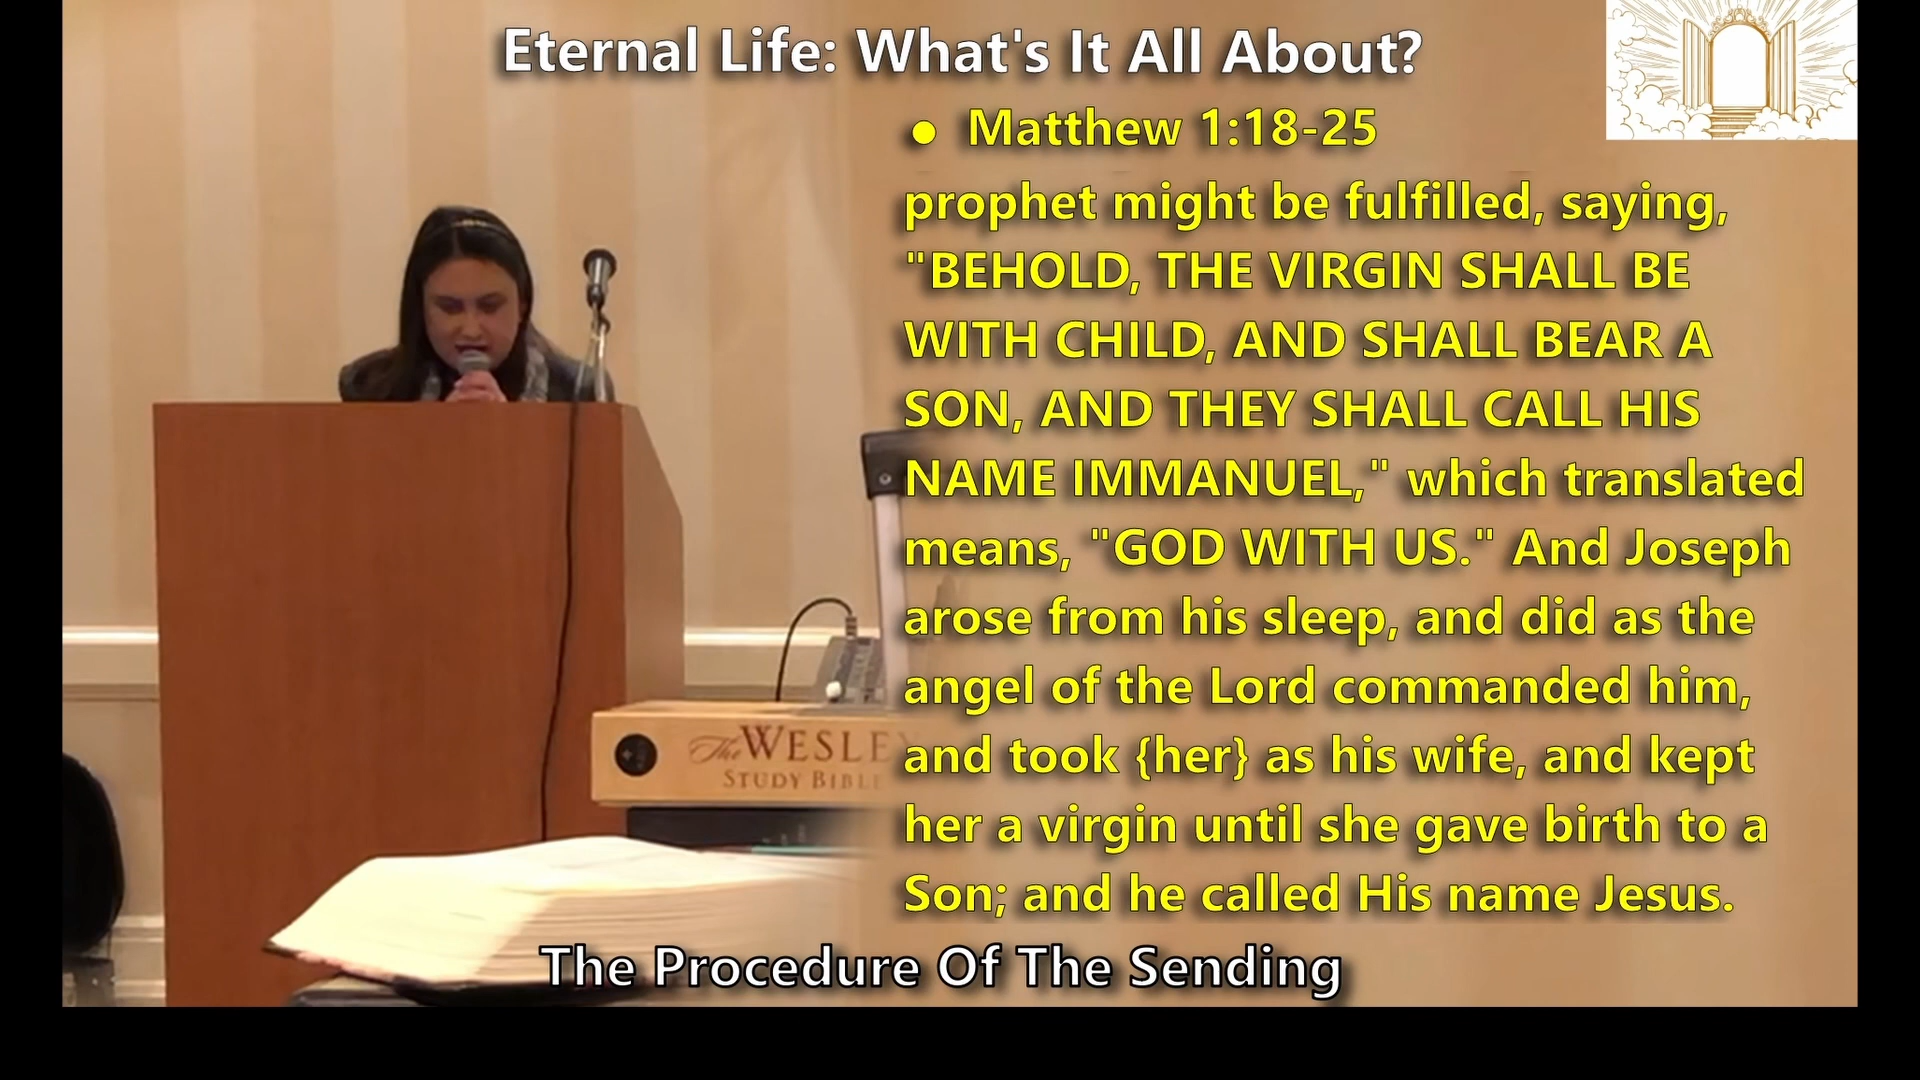 Eternal Life: What's It All About?
● Matthew 1:18-25
prophet might be fulfilled, saying,
"BEHOLD, THE VIRGIN SHALL BE
WITH CHILD, AND SHALL BEAR A
SON, AND THEY SHALL CALL HIS
NAME IMMANUEL," which translated
means, "GOD WITH US." And Joseph
arose from his sleep, and did as the
angel of the Lord commanded him,
and took {her} as his wife, and kept
her a virgin until she gave birth to a
Son; and he called His name Jesus.
The WESLEY
STUDY BIBLE
The Procedure Of The Sending